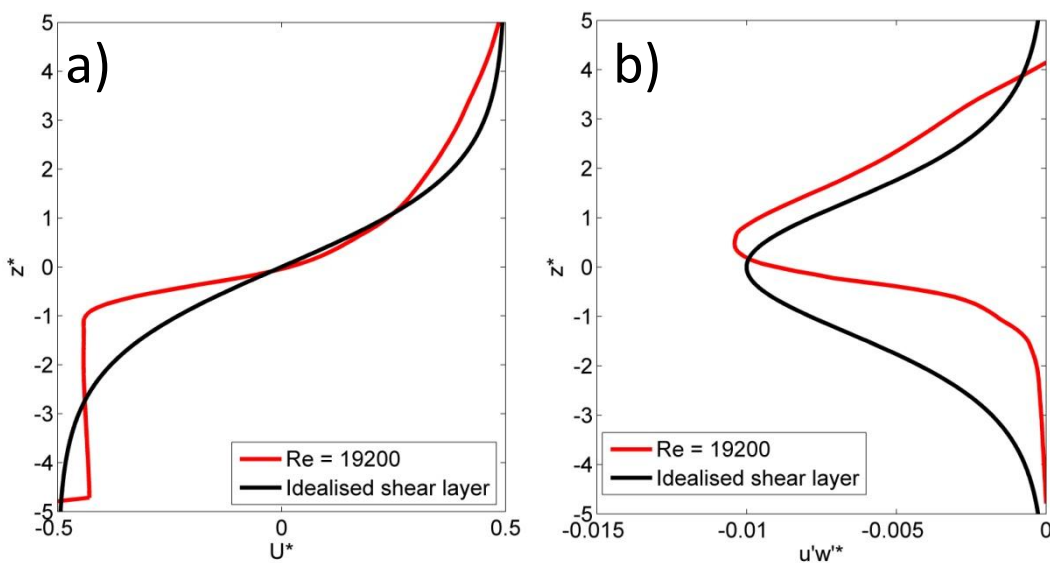 a)
5
4
3
2
1
0
-1
-2
-3
-4
-5
z*
-0.5
0
0.5
U*
Re = 19200
Idealised shear layer
b)
5
4
3
2
1
0
-1
-2
-3
-4
-5
z*
-0.015
-0.01
-0.005
0
u'w'*
Re = 19200
Idealised shear layer